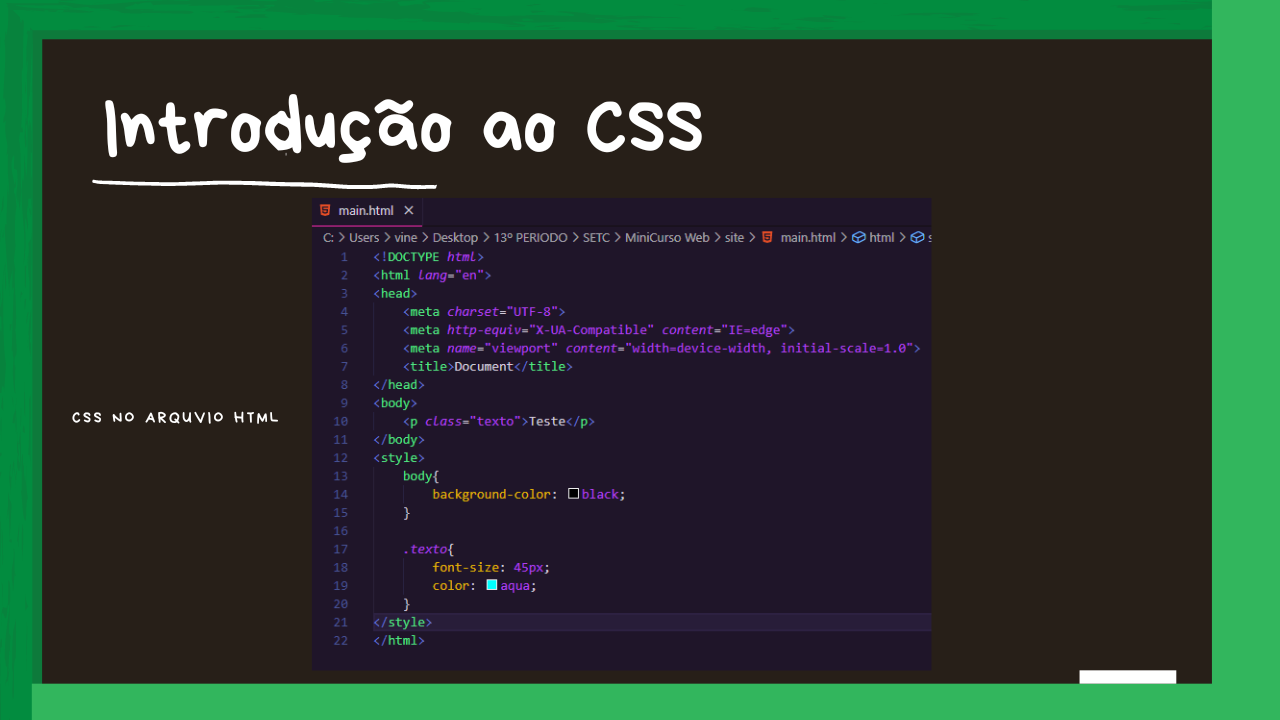 Introdução ao CSS
main.html
C: > Users > vine > Desktop > 13º PERIODO > SETC > MiniCurso Web > site > main.html > html > s
CSS NO ARQUVIO HTML
1 <!DOCTYPE html>
2 <html lang="en">
3 <head>
4 <meta charset="UTF-8">
5 <meta http-equiv="X-UA-Compatible" content="IE=edge">
6 <meta name="viewport" content="width=device-width, initial-scale=1.0">
7 <title>Document</title>
8 </head>
9 <body>
10 <p class="texto">Teste</p>
11 </body>
12 <style>
13 body{
14 background-color: black;
15 }
16
17 .texto{
18 font-size: 45px;
19 color: aqua;
20 }
21 </style>
22 </html>